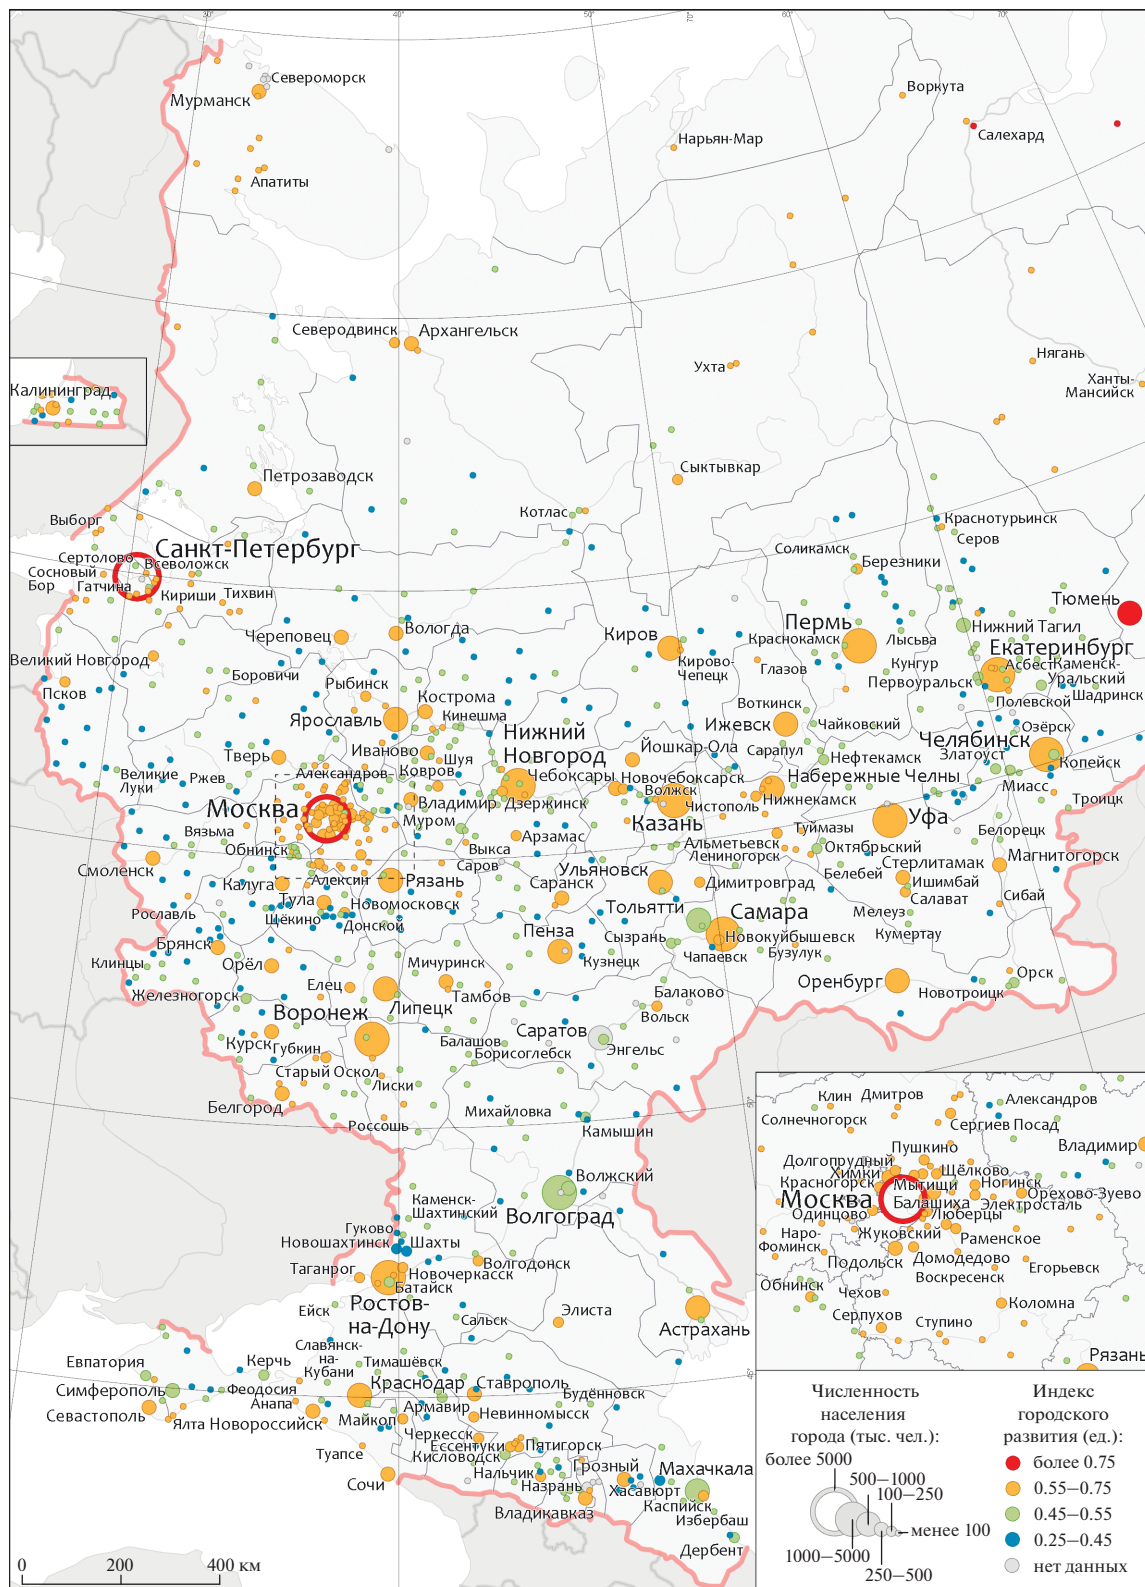 30°
40°
50°
70°
60°
70°
Североморск
Мурманск
Воркута
Салехард
Нарьян-Мар
Апатиты
Северодвинск
Архангельск
Нягань
Ухта
Ханты-
Мансийск
Калининград
Сыктывкар
Петрозаводск
Котлас
Выборг
Краснотурьинск
Серов
Санкт-Петербург
Соликамск
Березники
Сертолово
Всеволожск
Сосновый
Бор
Гатчина
Кириши
Тихвин
Тюмень
Череповец
Вологда
Киров
Пермь
Краснокамск
Лысьва
Нижний Тагил
Екатеринбург
Великий Новгород
Боровичи
Кирово-
Чепецк
Глазов
Кунгур
Асбест
Каменск-
Уральский
Первоуральск
Псков
Рыбинск
Шадринск
Кострома
Воткинск
Полевской
Ярославль
Кинешма
Нижний
Новгород
Ижевск
Чайковский
Озёрск
Челябинск
Тверь
Иваново
Шуя
Йошкар-Ола
Сарапул
Нефтекамск
Златоуст
Копейск
Великие
Луки
Ржев
Александров
Ковров
Чебоксары
Новочебоксарск
Набережные Челны
Миасс
Волжск
Москва
Владимир
Дзержинск
Чистополь
Нижнекамск
Троицк
Вязьма
Муром
Казань
Уфа
Арзамас
Туймазы
Белорецк
Обнинск
Выкса
Альметьевск
Октябрьский
Лениногорск
Магнитогорск
Смоленск
Саров
Ульяновск
Стерлитамак
Калуга
Алексин
Рязань
Саранск
Димитровград
Белебей
Ишимбай
Салават
Сибай
Тула
Новомосковск
Рославль
Щёкино
Донской
Тольятти
Самара
Мелеуз
Брянск
Пенза
Сызрань
Новокуйбышевск
Кумертау
Чапаевск
Бузулук
Клинцы
Орёл
Мичуринск
Кузнецк
Елец
Оренбург
Орск
Железногорск
Тамбов
Балаково
Новотроицк
Липецк
Воронеж
Вольск
Саратов
Курск
Губкин
Балашов
Борисоглебск
Энгельс
Старый Оскол
Лиски
Белгород
Россошь
Михайловка
Камышин
50°
Волжский
Волгоград
Каменск-
Шахтинский
Гуково
Новошахтинск
Шахты
Таганрог
Волгодонск
Новочеркасск
Батайск
Ростов-
на-Дону
Ейск
Сальск
Элиста
Астрахань
Славянск-
на-
Кубани
Евпатория
Керчь
Тимашёвск
45°
Симферополь
Феодосия
Краснодар
Ставрополь
Будённовск
Анапа
Севастополь
Ялта
Новороссийск
Майкоп
Армавир
Невинномысск
Черкесск
Ессентуки
Пятигорск
Туапсе
Кисловодск
Сочи
Нальчик
Грозный
Махачкала
Назрань
Хасавюрт
Каспийск
Владикавказ
Избербаш
Дербент
0 200 400 км
Клин
Дмитров
Александров
Солнечногорск
Сергиев Посад
Пушкино
Владимир
Долгопрудный
Химки
Щёлково
Красногорск
Мытищи
Ногинск
Москва
Балашиха
Орехово-Зуево
Электросталь
Одинцово
Люберцы
Наро-
Фоминск
Жуковский
Раменское
Подольск
Домодедово
Егорьевск
Воскресенск
Обнинск
Чехов
Серпухов
Коломна
Ступино
Рязань
Численность
населения
города (тыс. чел.):
более 5000
500–1000
100–250
менее 100
1000–5000
250–500
Индекс
городского
развития (ед.):
более 0.75
0.55–0.75
0.45–0.55
0.25–0.45
нет данных